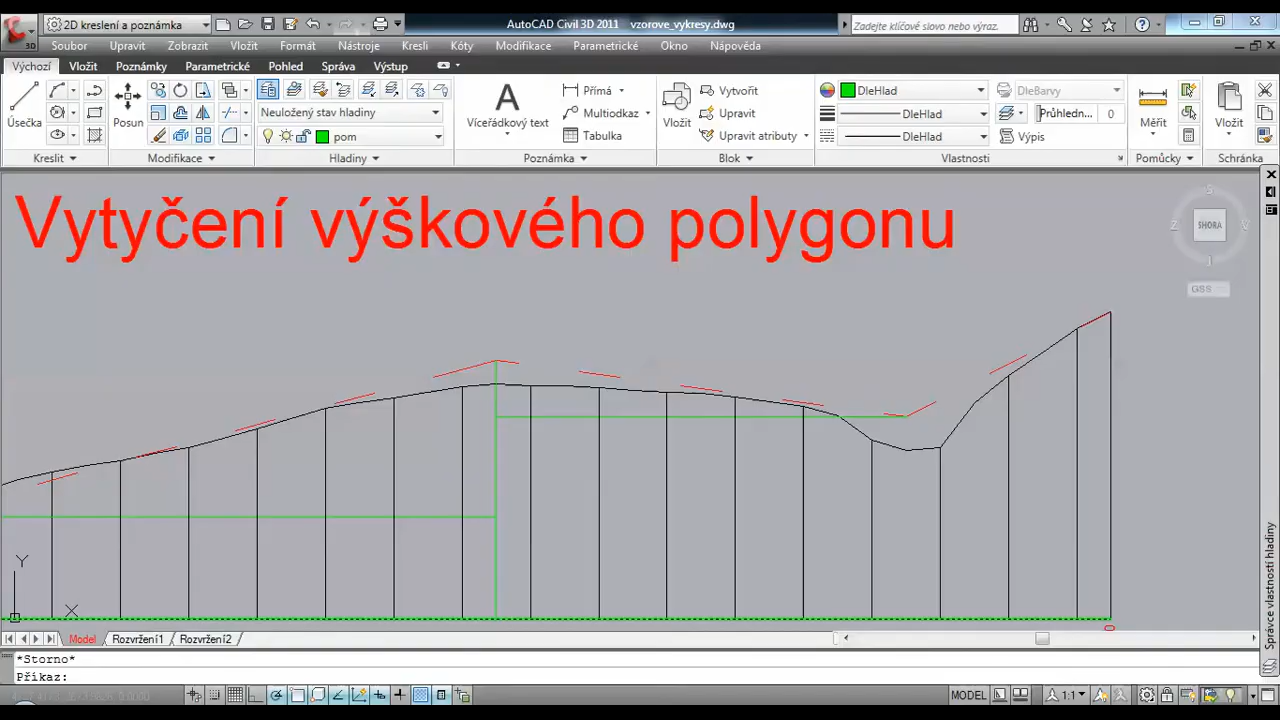 2D kreslení a poznámka
AutoCAD Civil 3D 2011 vzorove_vykresy.dwg
Zadejte klíčové slovo nebo výraz.
3D
Soubor Upravit Zobrazit Vložit Formát Nástroje Kresli Kóty Modifikace Parametrické Okno Nápověda
Výchozí Vložit Poznámky Parametrické Pohled Správa Výstup
Úsečka
Neuložený stav hladiny
pom
Víceřádkový text
Přímá
Multiodkaz
Tabulka
Vložit
Vytvořit
Upravit
Upravit atributy
DleHlad
DleHlad
DleHlad
DleBarvy
Průhledn... 0
Výpis
Měřit
Vložit
Kreslit Modifikace Hladiny Poznámka Blok Vlastnosti Pomůcky Schránka
Vytyčení výškového polygonu
S
Z SHORA V
J
GSS
Y
X
Správce vlastností hladiny
Model Rozvržení1 Rozvržení2
*Storno*
Příkaz:
MODEL 1:1